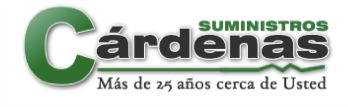 SUMINISTROS
Cárdenas
Más de 25 años cerca de Usted